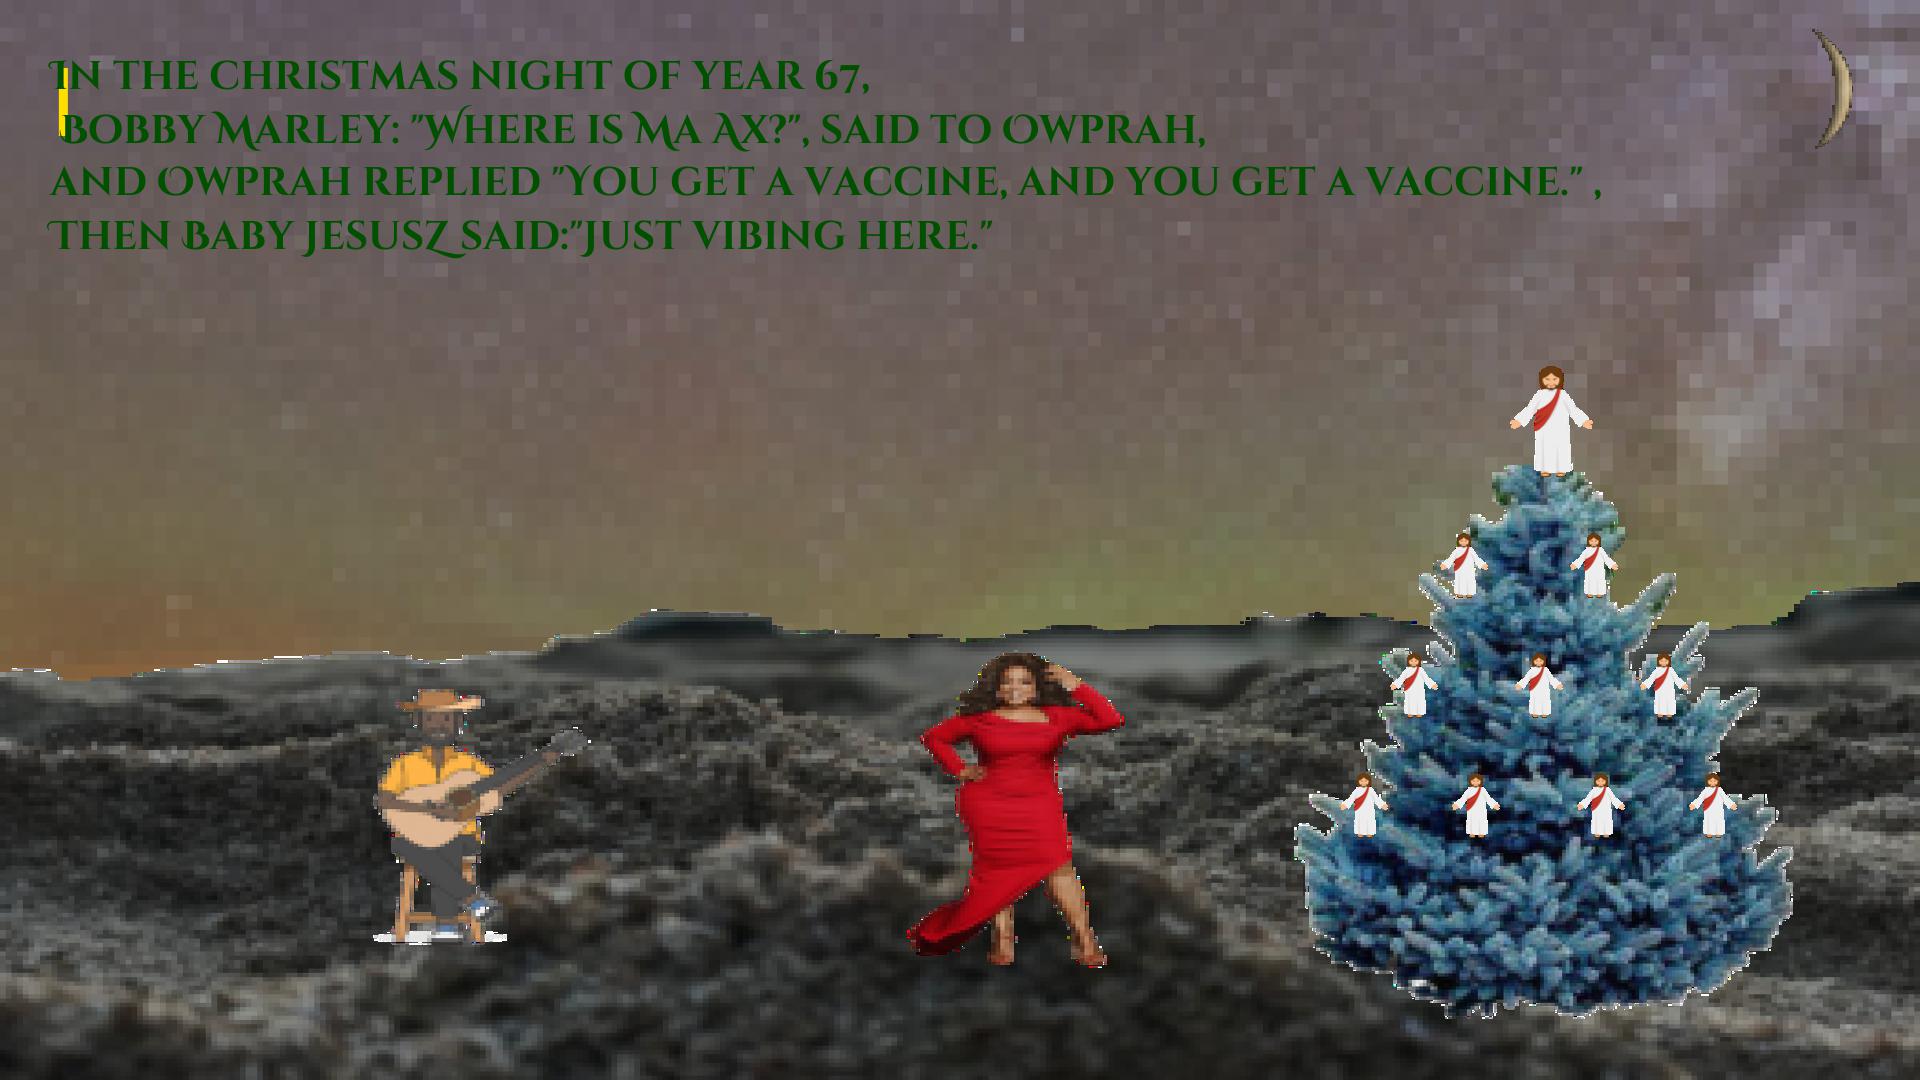 In the Christmas night of year 67,
Bobby Marley: "Where is Ma Ax?", said to Owprah,
and Owprah replied "You get a vaccine, and you get a vaccine." ,
Then Baby Jesusz said:"Just vibing here."